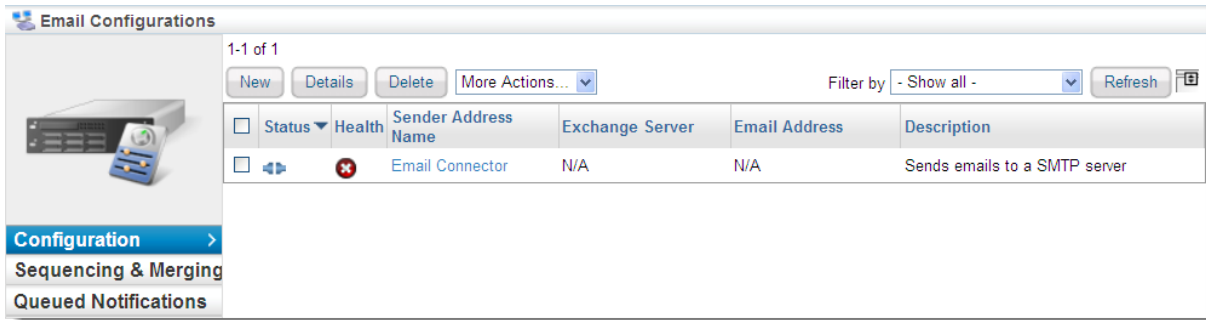 Email Configurations
1-1 of 1
New Details Delete More Actions... Filter by - Show all - Refresh
Status Health Sender Address Name Exchange Server Email Address Description
Email Connector N/A N/A Sends emails to a SMTP server
Configuration >
Sequencing & Merging
Queued Notifications